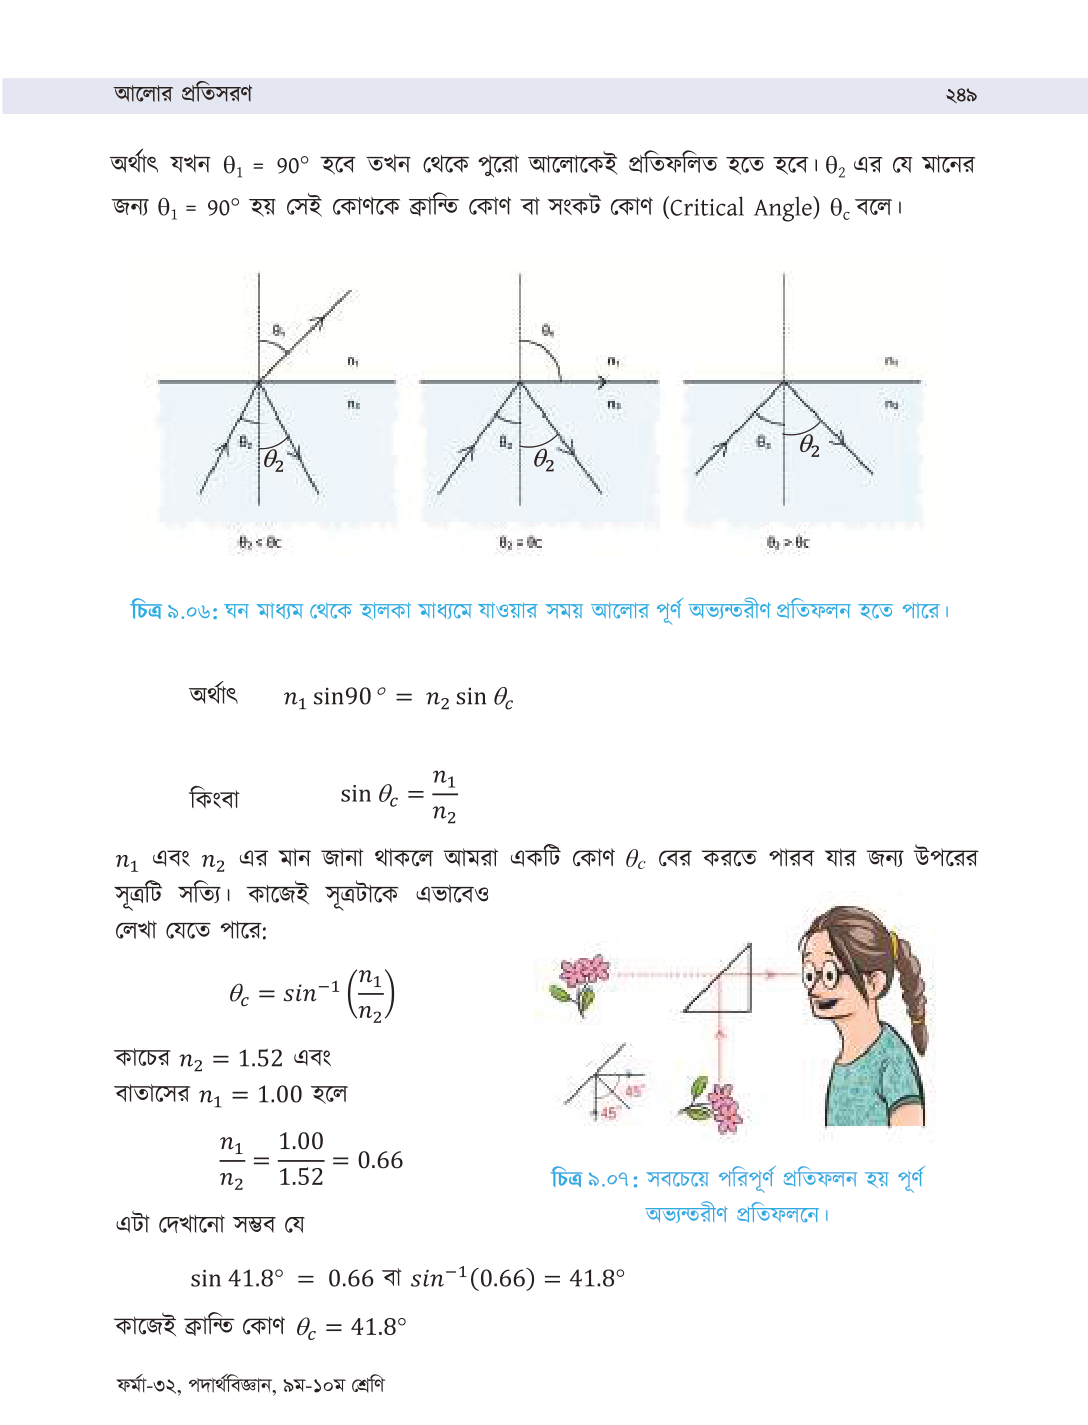 আলোর প্রতিসরণ ২৪৯
অর্থাৎ যখন θ₁ = 90° হবে তখন থেকে পুরো আলোকেই প্রতিফলিত হতে হবে। θ₂ এর যে মানের
জন্য θ₁ = 90° হয় সেই কোণকে ক্রান্তি কোণ বা সংকট কোণ (Critical Angle) θc বলে।
θ₁ n₁ n₂ θ₂ θ₂
θ₁ n₁ n₂ θ₂ θ₂
n₁ n₂ θ₂ θ₂
θ₂ < θc θ₂ = θc θ₂ > θc
চিত্র ৯.০৬: ঘন মাধ্যম থেকে হালকা মাধ্যমে যাওয়ার সময় আলোর পূর্ণ অভ্যন্তরীণ প্রতিফলন হতে পারে।
অর্থাৎ n₁ sin90° = n₂ sin θc
কিংবা sin θc = n₁/n₂
n₁ এবং n₂ এর মান জানা থাকলে আমরা একটি কোণ θc বের করতে পারব যার জন্য উপরের
সূত্রটি সত্যি। কাজেই সূত্রটাকে এভাবেও
লেখা যেতে পারে:
θc = sin⁻¹ (n₁/n₂)
কাচের n₂ = 1.52 এবং
বাতাসের n₁ = 1.00 হলে
n₁/n₂ = 1.00/1.52 = 0.66
এটা দেখানো সম্ভব যে
45°
45°
চিত্র ৯.০৭: সবচেয়ে পরিপূর্ণ প্রতিফলন হয় পূর্ণ
অভ্যন্তরীণ প্রতিফলনে।
sin 41.8° = 0.66 বা sin⁻¹(0.66) = 41.8°
কাজেই ক্রান্তি কোণ θc = 41.8°
ফর্মা-৩২, পদার্থবিজ্ঞান, ৯ম-১০ম শ্রেণি